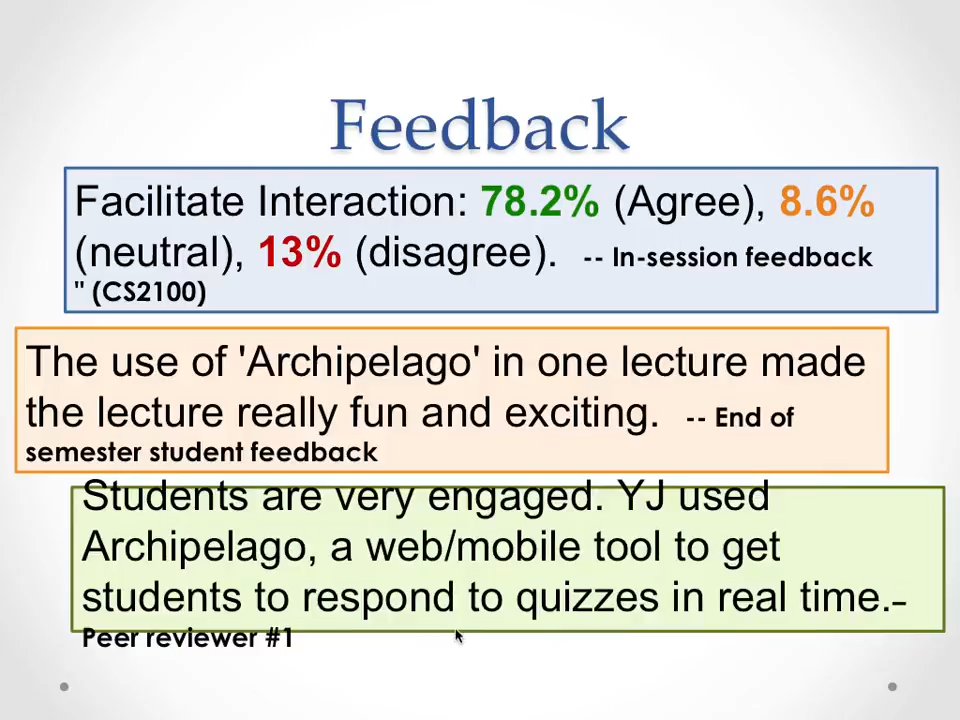 Feedback
Facilitate Interaction: 78.2% (Agree), 8.6%
(neutral), 13% (disagree). -- In-session feedback
" (CS2100)
The use of 'Archipelago' in one lecture made
the lecture really fun and exciting. -- End of
semester student feedback
Students are very engaged. YJ used
Archipelago, a web/mobile tool to get
students to respond to quizzes in real time.–
Peer reviewer #1